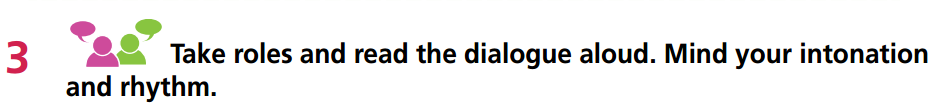 3 Take roles and read the dialogue aloud. Mind your intonation
and rhythm.